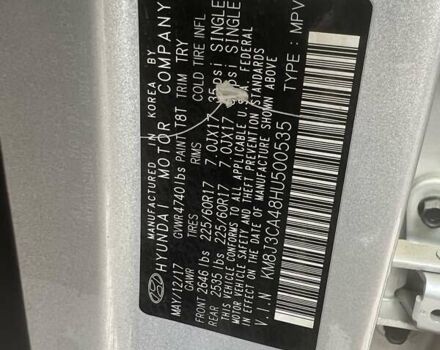 MANUFACTURED IN KOREA BY
HYUNDAI MOTOR COMPANY
MAY/12/17 GVWR 4740 lbs PAINT T8T TRIM TRY
GAWR TIRES RIMS COLD TIRE INFL
FRONT 2646 lbs 225/60R17 7.0JX17 35 psi SINGLE
REAR 2535 lbs 225/60R17 7.0JX17 psi SINGLE
THIS VEHICLE CONFORMS TO ALL APPLICABLE U.S.A. FEDERAL
MOTOR VEHICLE SAFETY AND THEFT PREVENTION STANDARDS
IN EFFECT ON THE DATE OF MANUFACTURE SHOWN ABOVE
V.I.N KM8J3CA48HU500535 TYPE : MPV